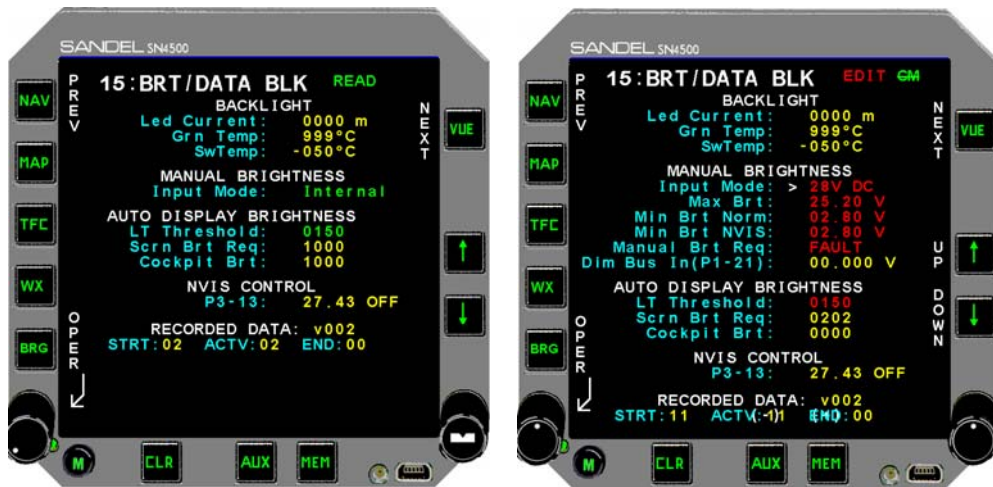 SANDEL SN4500
PREV
15:BRT/DATA BLK READ
NEXT
BACKLIGHT
Led Current: 0000 m
Grn Temp: 999°C
SwTemp: -050°C
MANUAL BRIGHTNESS
Input Mode: Internal
AUTO DISPLAY BRIGHTNESS
LT Threshold: 0150
Scrn Brt Req: 1000
Cockpit Brt: 1000
NVIS CONTROL
P3-13: 27.43 OFF
RECORDED DATA: v002
STRT:02 ACTV:02 END:00
OPER
NAV
MAP
TFC
WX
BRG
VUE
↑
↓
M
CLR
AUX
MEM
SANDEL SN4500
PREV
15:BRT/DATA BLK EDIT GM
NEXT
BACKLIGHT
Led Current: 0000 m
Grn Temp: 999°C
SwTemp: -050°C
MANUAL BRIGHTNESS
Input Mode: > 28V DC
Max Brt: 25.20 V
Min Brt Norm: 02.80 V
Min Brt NVIS: 02.80 V
Manual Brt Req: FAULT
Dim Bus In(P1-21): 00.000 V
AUTO DISPLAY BRIGHTNESS
LT Threshold: 0150
Scrn Brt Req: 0202
Cockpit Brt: 0000
NVIS CONTROL
P3-13: 27.43 OFF
RECORDED DATA: v002
STRT:11 ACTV:11 END:00
(-) (+)
UP
DOWN
OPER
NAV
MAP
TFC
WX
BRG
VUE
↑
↓
M
CLR
AUX
MEM